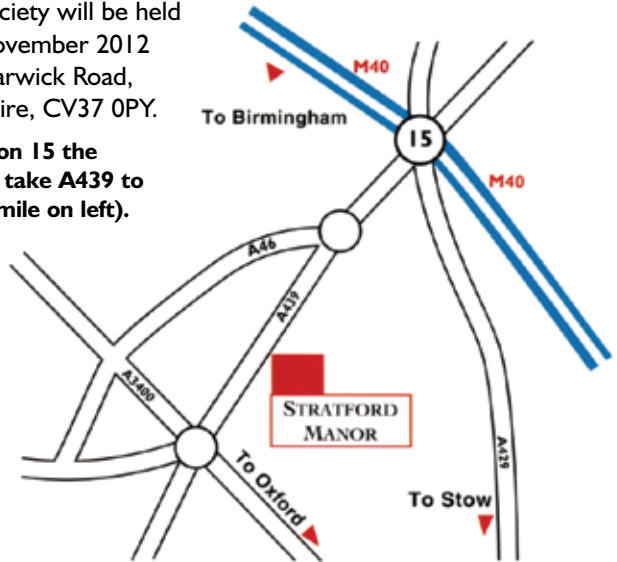 ciety will be held
ovember 2012
arwick Road,
ire, CV37 0PY.
on 15 the
take A439 to
mile on left).
M40
To Birmingham
15
M40
A46
A439
A3400
STRATFORD
MANOR
To Oxford
To Stow
A429